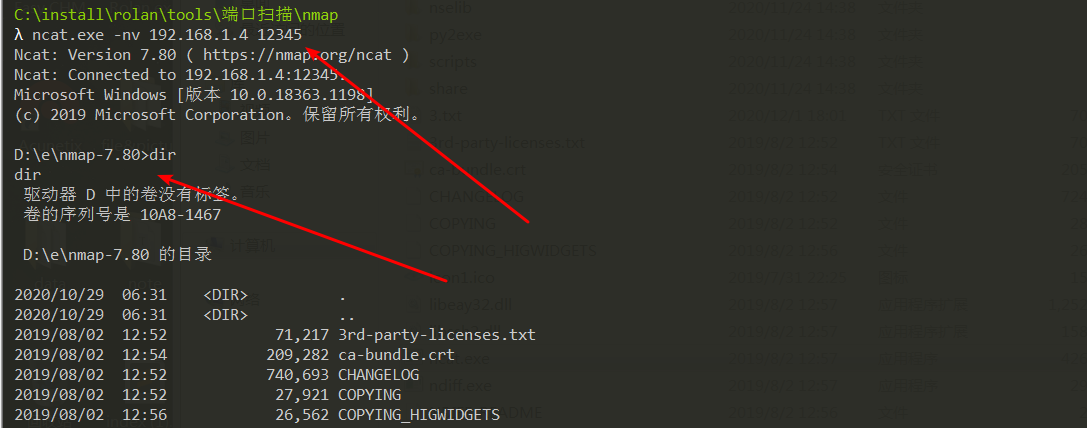 C:\install\rolan\tools\端口扫描\nmap
λ ncat.exe -nv 192.168.1.4 12345
Ncat: Version 7.80 ( https://nmap.org/ncat )
Ncat: Connected to 192.168.1.4:12345.
Microsoft Windows [版本 10.0.18363.1198]
(c) 2019 Microsoft Corporation。保留所有权利。
D:\e\nmap-7.80>dir
dir
驱动器 D 中的卷没有标签。
卷的序列号是 10A8-1467
D:\e\nmap-7.80 的目录
2020/10/29  06:31    <DIR>          .
2020/10/29  06:31    <DIR>          ..
2019/08/02  12:52            71,217 3rd-party-licenses.txt
2019/08/02  12:54           209,282 ca-bundle.crt
2019/08/02  12:52           740,693 CHANGELOG
2019/08/02  12:52            27,921 COPYING
2019/08/02  12:56            26,562 COPYING_HIGWIDGETS